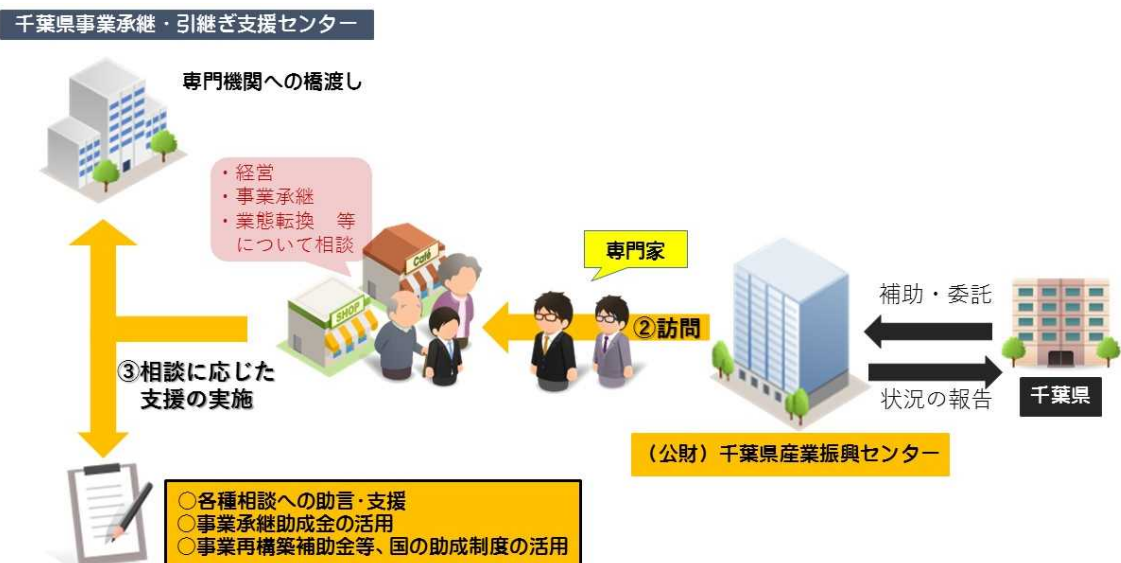 千葉県事業承継・引継ぎ支援センター
専門機関への橋渡し
・経営
・事業承継
・業態転換　等
について相談
Café
SHOP
専門家
②訪問
補助・委託
状況の報告
千葉県
(公財)千葉県産業振興センター
③相談に応じた
支援の実施
○各種相談への助言・支援
○事業承継助成金の活用
○事業再構築補助金等、国の助成制度の活用